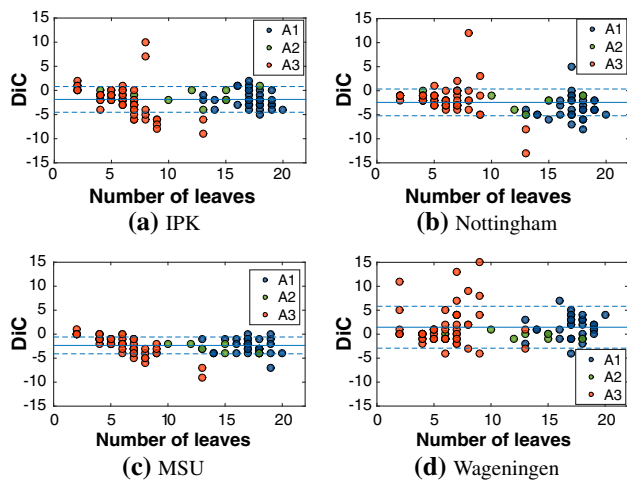 15
10
5
0
-5
-10
15
DiC
0 5 10 15 20
Number of leaves
A1
A2
A3
(a) IPK
15
10
5
0
-5
-10
15
DiC
0 5 10 15 20
Number of leaves
A1
A2
A3
(b) Nottingham
15
10
5
0
-5
-10
15
DiC
0 5 10 15 20
Number of leaves
A1
A2
A3
(c) MSU
15
10
5
0
-5
-10
15
DiC
0 5 10 15 20
Number of leaves
A1
A2
A3
(d) Wageningen